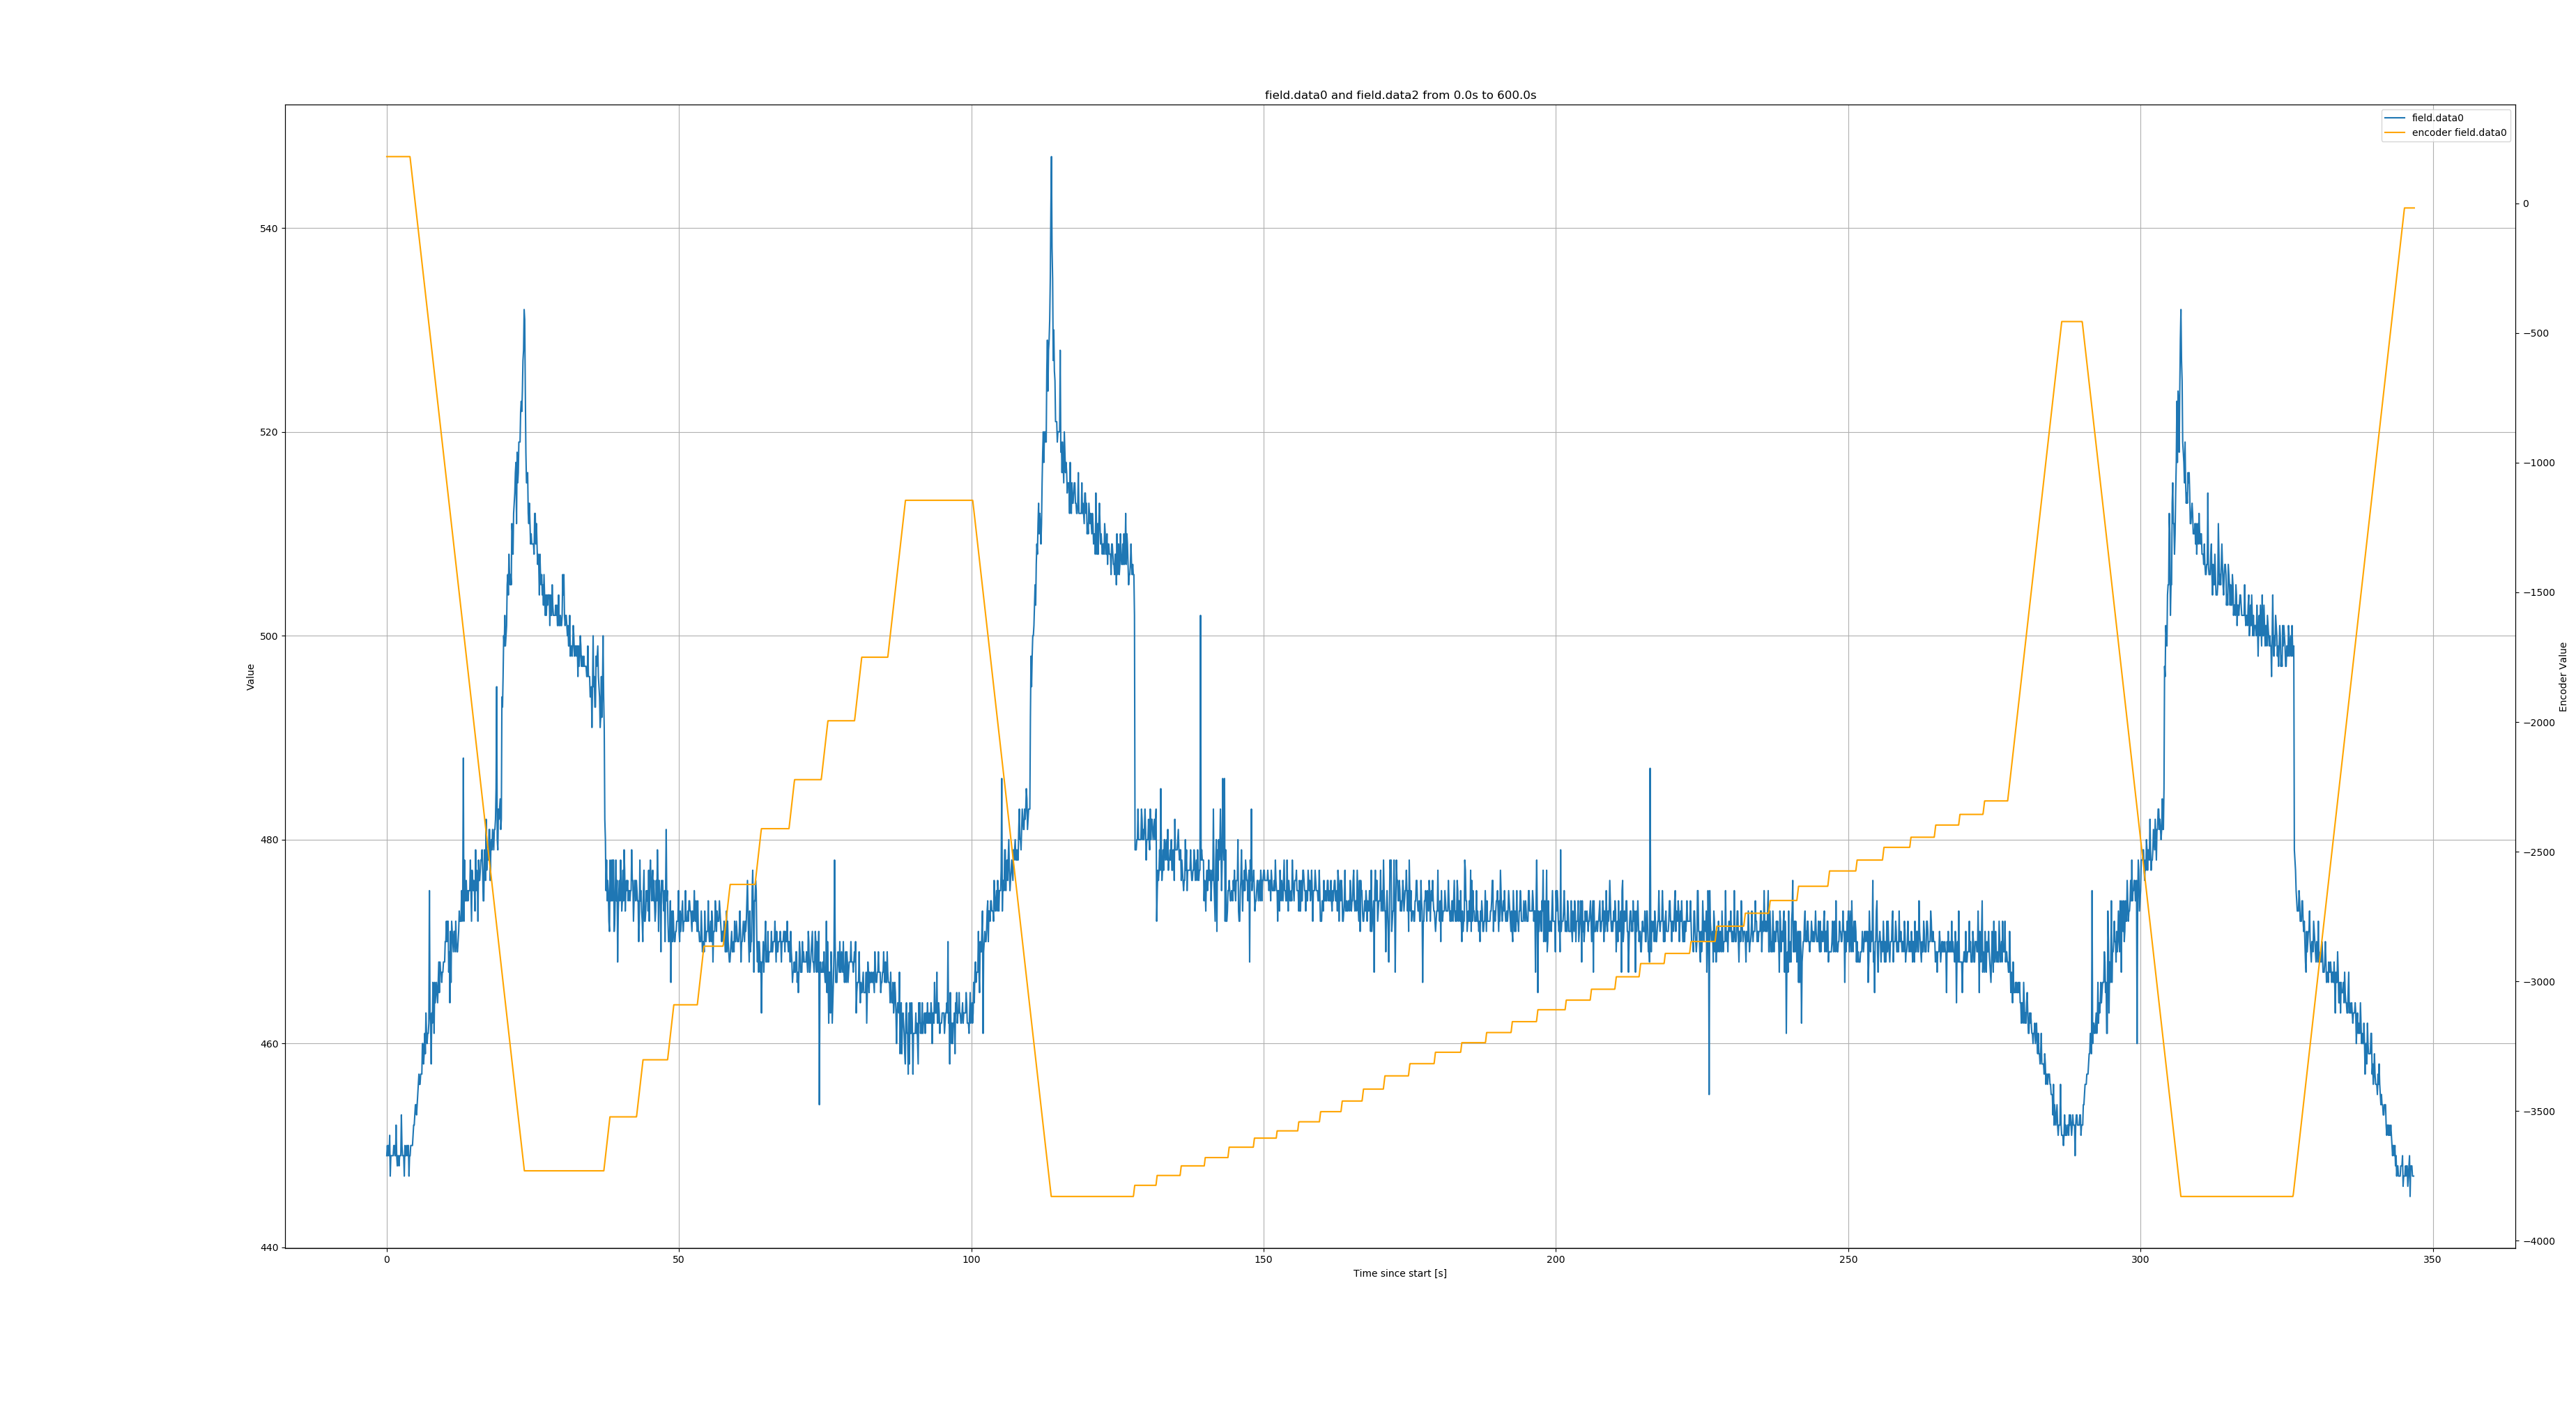 field.data0 and field.data2 from 0.0s to 600.0s
field.data0
encoder field.data0
540
520
500
480
460
440
Value
0
−500
−1000
−1500
−2000
−2500
−3000
−3500
−4000
Encoder Value
0 50 100 150 200 250 300 350
Time since start [s]